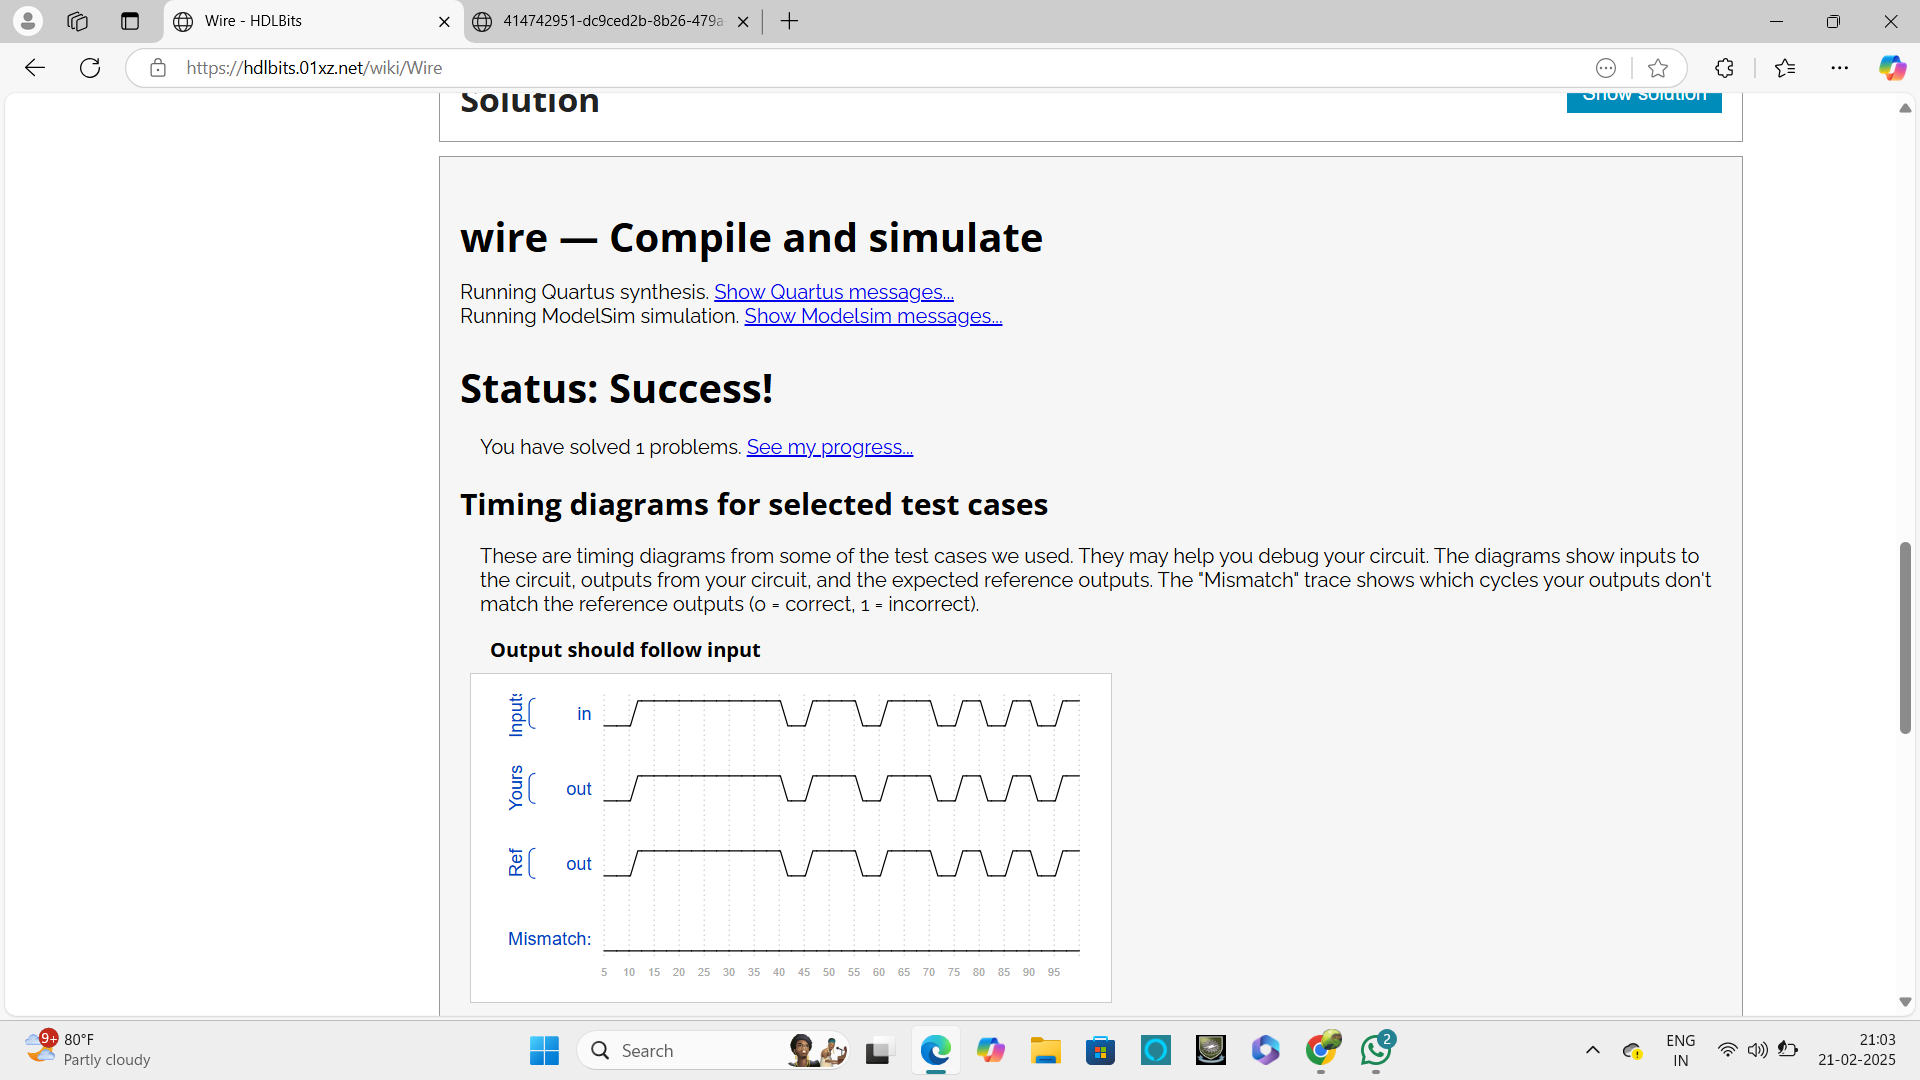 Wire - HDLBits
414742951-dc9ced2b-8b26-479a-
https://hdlbits.01xz.net/wiki/Wire
Solution
Show solution
wire — Compile and simulate
Running Quartus synthesis. Show Quartus messages...
Running ModelSim simulation. Show Modelsim messages...
Status: Success!
You have solved 1 problems. See my progress...
Timing diagrams for selected test cases
These are timing diagrams from some of the test cases we used. They may help you debug your circuit. The diagrams show inputs to
the circuit, outputs from your circuit, and the expected reference outputs. The "Mismatch" trace shows which cycles your outputs don't
match the reference outputs (0 = correct, 1 = incorrect).
Output should follow input
Inputs in
Yours out
Ref out
Mismatch:
5 10 15 20 25 30 35 40 45 50 55 60 65 70 75 80 85 90 95
9+
80°F
Partly cloudy
Search
2
ENG
IN
21:03
21-02-2025